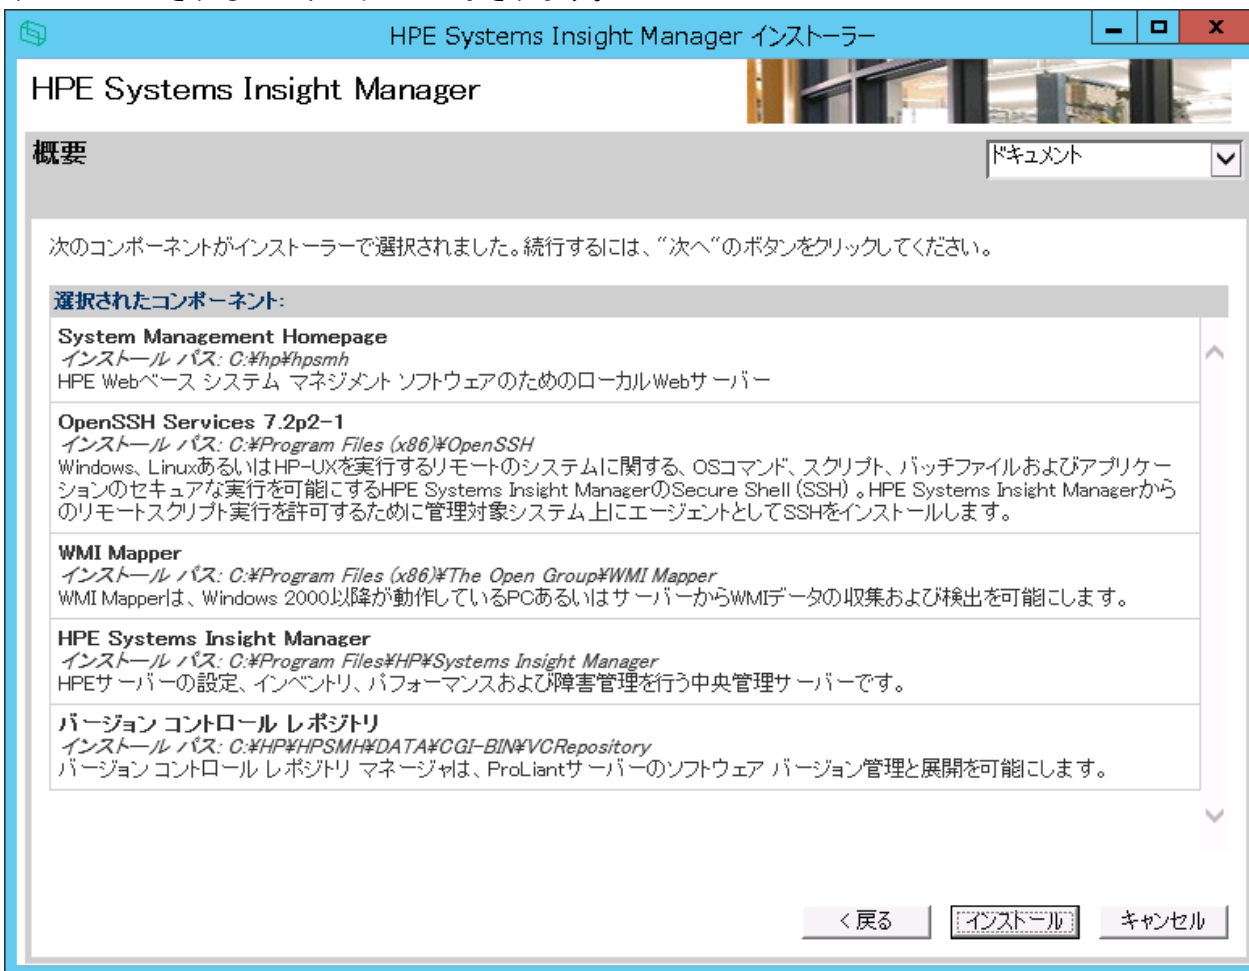 HPE Systems Insight Manager インストーラー
HPE Systems Insight Manager
概要
ドキュメント
次のコンポーネントがインストーラーで選択されました。続行するには、“次へ”のボタンをクリックしてください。
選択されたコンポーネント:
System Management Homepage
インストール パス: C:¥hp¥hpsmh
HPE Webベース システム マネジメント ソフトウェアのためのローカルWebサーバー
OpenSSH Services 7.2p2-1
インストール パス: C:¥Program Files (x86)¥OpenSSH
Windows、LinuxあるいはHP-UXを実行するリモートのシステムに関する、OSコマンド、スクリプト、バッチファイルおよびアプリケー
ションのセキュアな実行を可能にするHPE Systems Insight ManagerのSecure Shell (SSH) 。HPE Systems Insight Managerから
のリモートスクリプト実行を許可するために管理対象システム上にエージェントとしてSSHをインストールします。
WMI Mapper
インストール パス: C:¥Program Files (x86)¥The Open Group¥WMI Mapper
WMI Mapperは、Windows 2000以降が動作しているPCあるいはサーバーからWMIデータの収集および検出を可能にします。
HPE Systems Insight Manager
インストール パス: C:¥Program Files¥HP¥Systems Insight Manager
HPEサーバーの設定、インベントリ、パフォーマンスおよび障害管理を行う中央管理サーバーです。
バージョン コントロール レポジトリ
インストール パス: C:¥HP¥HPSMH¥DATA¥CGI-BIN¥VCRepository
バージョン コントロール レポジトリ マネージャは、ProLiantサーバーのソフトウェア バージョン管理と展開を可能にします。
< 戻る
インストール
キャンセル